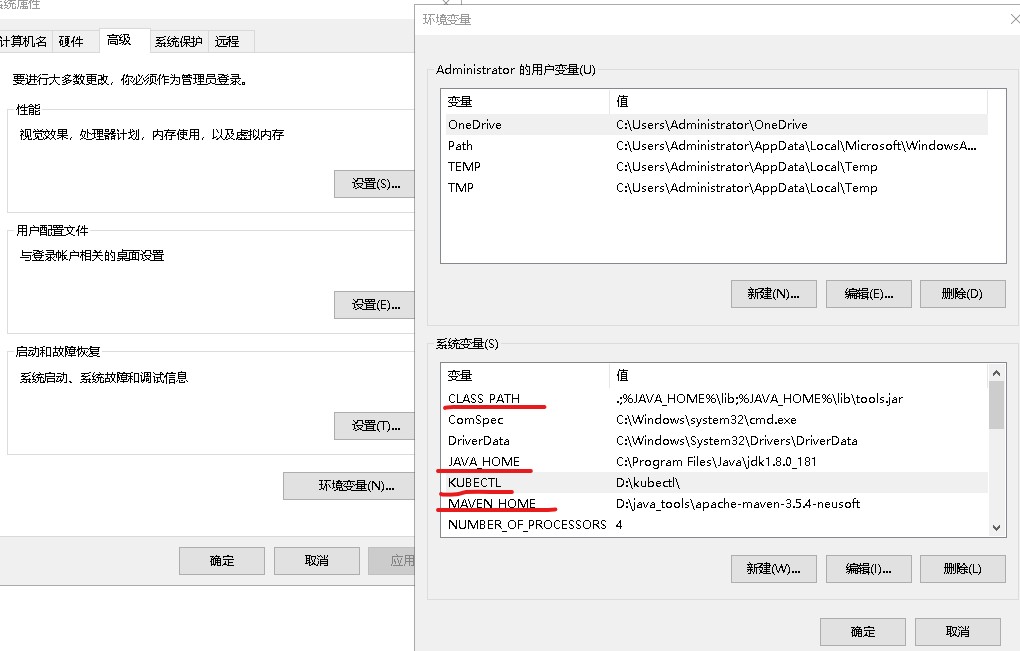 系统属性
计算机名 硬件 高级 系统保护 远程
要进行大多数更改，你必须作为管理员登录。
性能
视觉效果，处理器计划，内存使用，以及虚拟内存
设置(S)...
用户配置文件
与登录帐户相关的桌面设置
设置(E)...
启动和故障恢复
系统启动、系统故障和调试信息
设置(T)...
环境变量(N)...
确定 取消 应用
环境变量
Administrator 的用户变量(U)
变量 值
OneDrive C:\Users\Administrator\OneDrive
Path C:\Users\Administrator\AppData\Local\Microsoft\WindowsA...
TEMP C:\Users\Administrator\AppData\Local\Temp
TMP C:\Users\Administrator\AppData\Local\Temp
新建(N)... 编辑(E)... 删除(D)
系统变量(S)
变量 值
CLASS_PATH .;%JAVA_HOME%\lib;%JAVA_HOME%\lib\tools.jar
ComSpec C:\Windows\system32\cmd.exe
DriverData C:\Windows\System32\Drivers\DriverData
JAVA_HOME C:\Program Files\Java\jdk1.8.0_181
KUBECTL D:\kubectl\
MAVEN_HOME D:\java_tools\apache-maven-3.5.4-neusoft
NUMBER_OF_PROCESSORS 4
新建(W)... 编辑(I)... 删除(L)
确定 取消